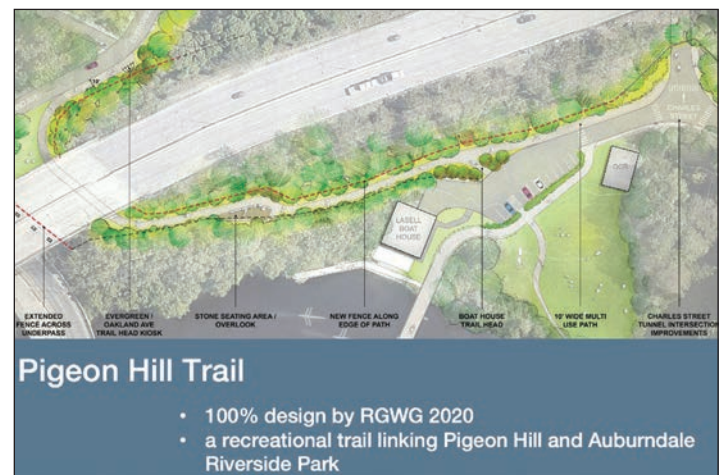 CHARLES
STREET
LASELL
BOAT
HOUSE
EXTENDED
FENCE ACROSS
UNDERPASS
EVERGREEN /
OAKLAND AVE
TRAIL HEAD KIOSK
STONE SEATING AREA /
OVERLOOK
NEW FENCE ALONG
EDGE OF PATH
BOAT HOUSE
TRAIL HEAD
10' WIDE MULTI
USE PATH
CHARLES STREET
TUNNEL INTERSECTION
IMPROVEMENTS
Pigeon Hill Trail
• 100% design by RGWG 2020
• a recreational trail linking Pigeon Hill and Auburndale
Riverside Park